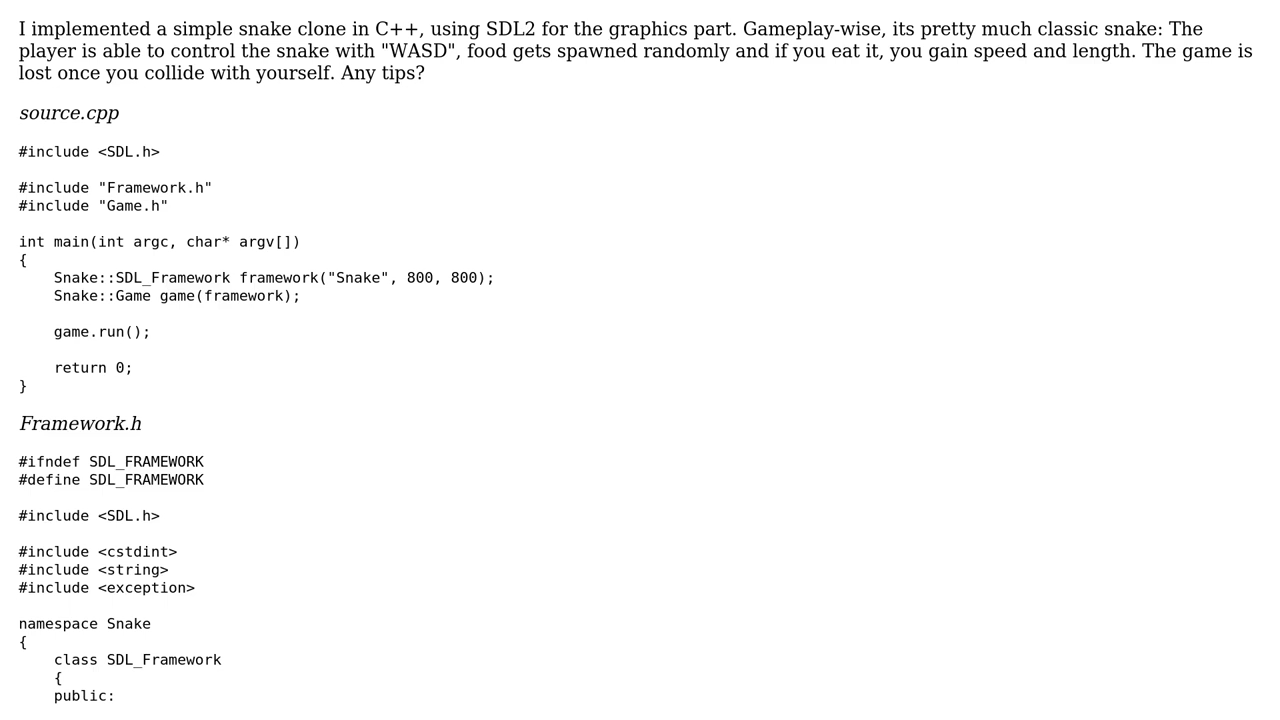 I implemented a simple snake clone in C++, using SDL2 for the graphics part. Gameplay-wise, its pretty much classic snake: The
player is able to control the snake with "WASD", food gets spawned randomly and if you eat it, you gain speed and length. The game is
lost once you collide with yourself. Any tips?
source.cpp
#include <SDL.h>
#include "Framework.h"
#include "Game.h"
int main(int argc, char* argv[])
{
    Snake::SDL_Framework framework("Snake", 800, 800);
    Snake::Game game(framework);
    game.run();
    return 0;
}
Framework.h
#ifndef SDL_FRAMEWORK
#define SDL_FRAMEWORK
#include <SDL.h>
#include <cstdint>
#include <string>
#include <exception>
namespace Snake
{
    class SDL_Framework
    {
    public: